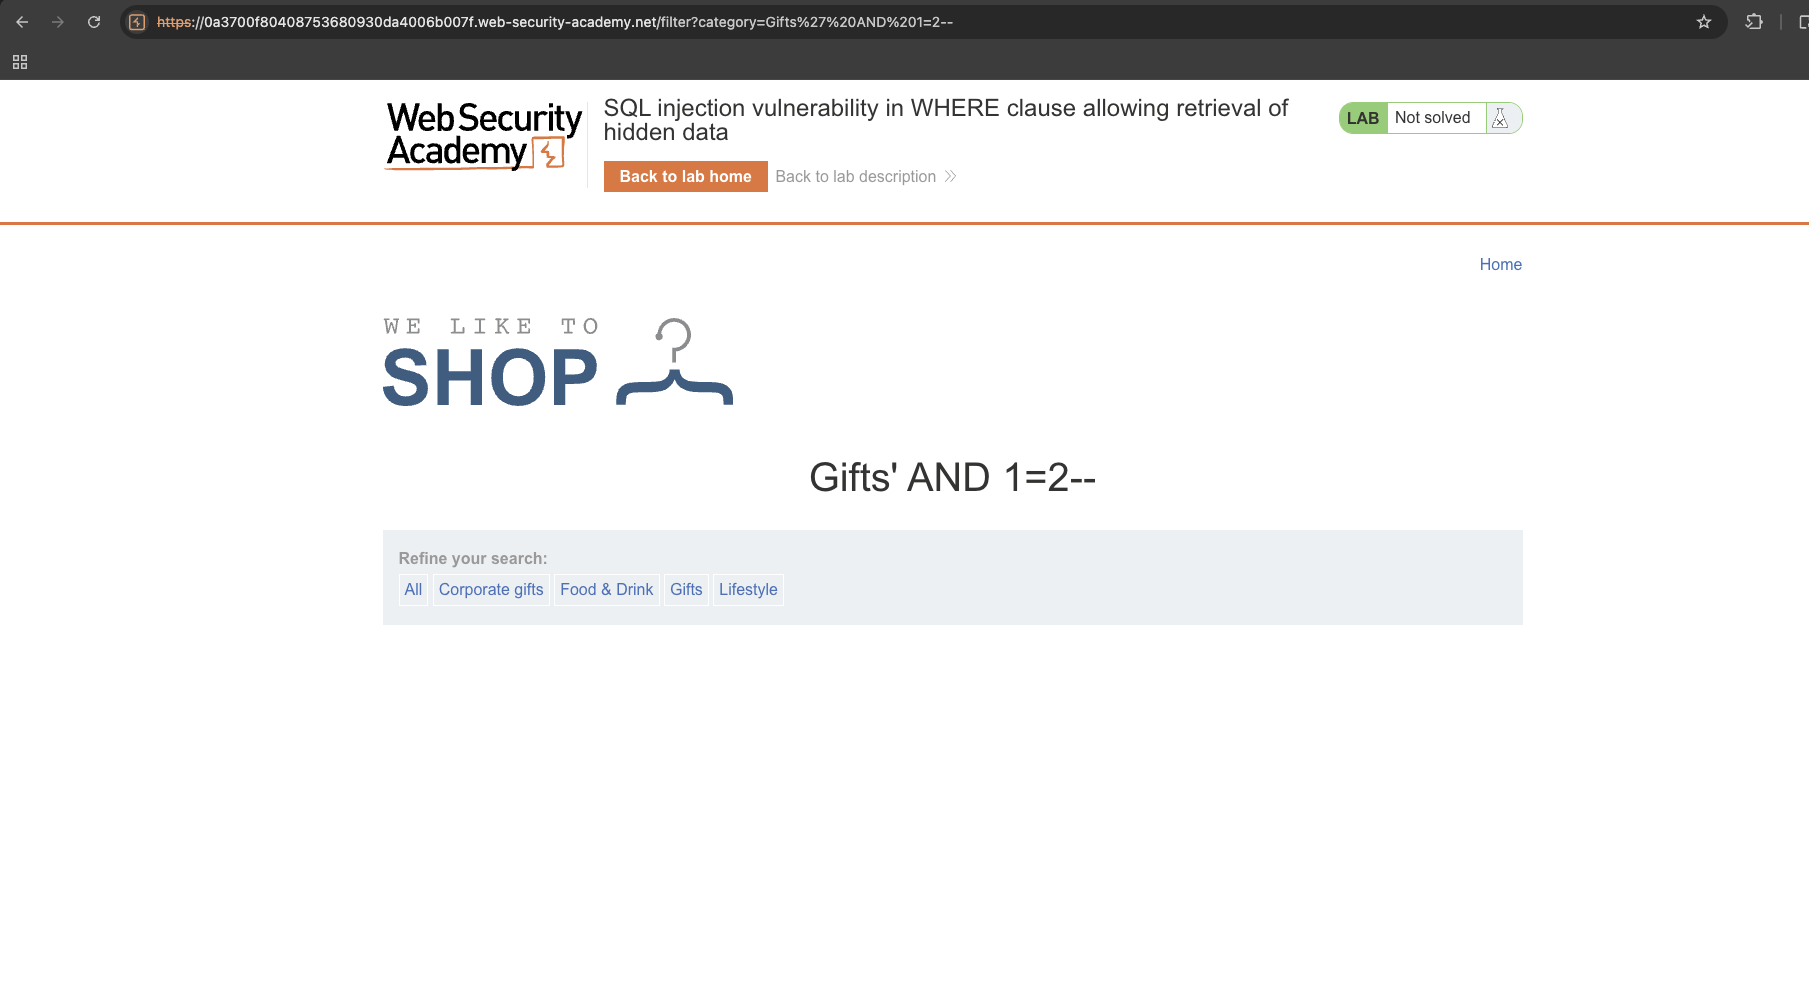 https://0a3700f80408753680930da4006b007f.web-security-academy.net/filter?category=Gifts%27%20AND%201=2--
WebSecurity
Academy
SQL injection vulnerability in WHERE clause allowing retrieval of
hidden data
LAB Not solved
Back to lab home Back to lab description
Home
WE LIKE TO
SHOP
Gifts' AND 1=2--
Refine your search:
All Corporate gifts Food & Drink Gifts Lifestyle